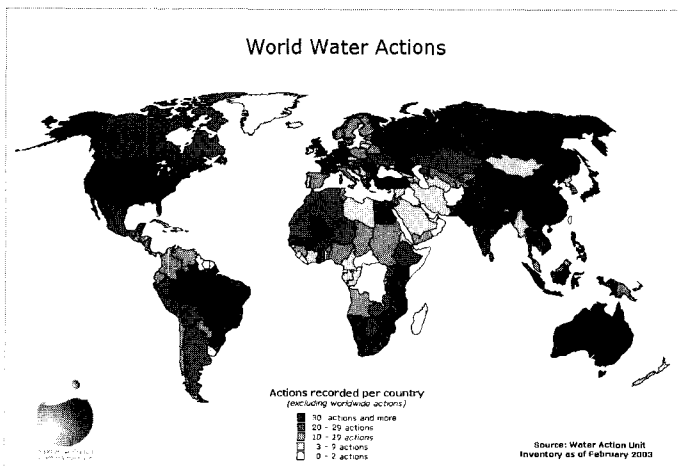 World Water Actions
Actions recorded per country
(excluding worldwide actions)
30 actions and more
20 - 29 actions
10 - 19 actions
3 - 9 actions
0 - 2 actions
Source: Water Action Unit
Inventory as of February 2003